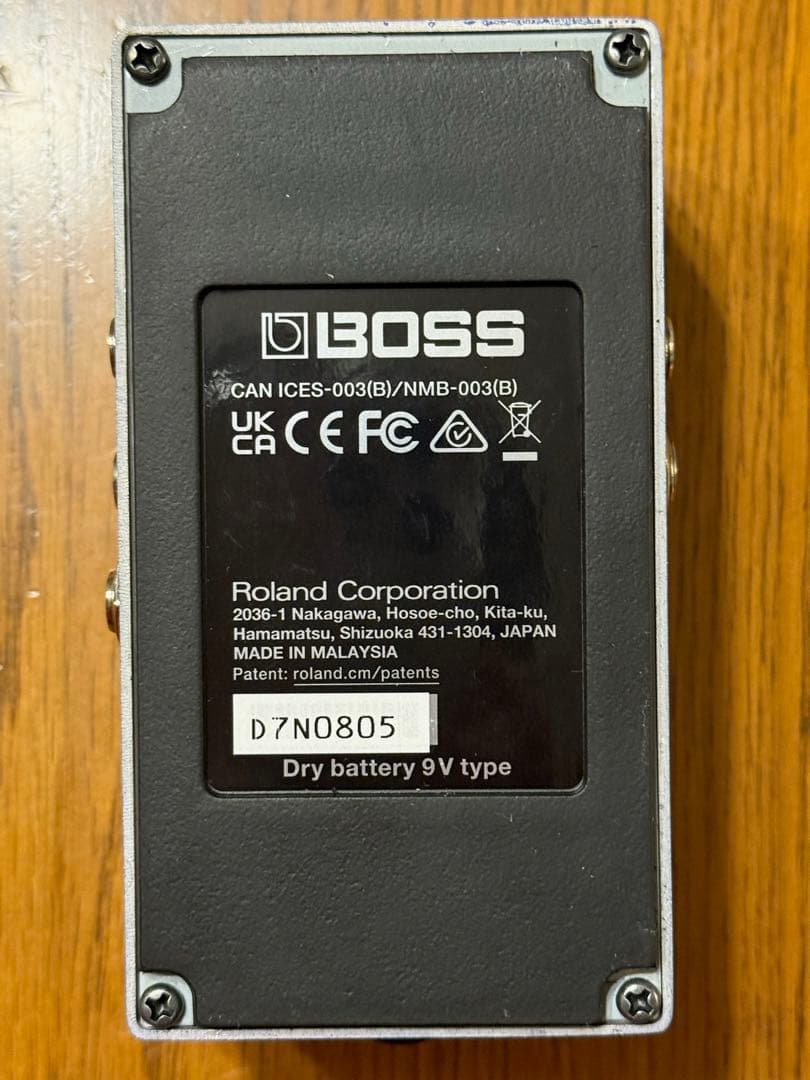 BOSS
CAN ICES-003(B)/NMB-003(B)
UK
CA CE FC
Roland Corporation
2036-1 Nakagawa, Hosoe-cho, Kita-ku,
Hamamatsu, Shizuoka 431-1304, JAPAN
MADE IN MALAYSIA
Patent: roland.cm/patents
D7N0805
Dry battery 9V type